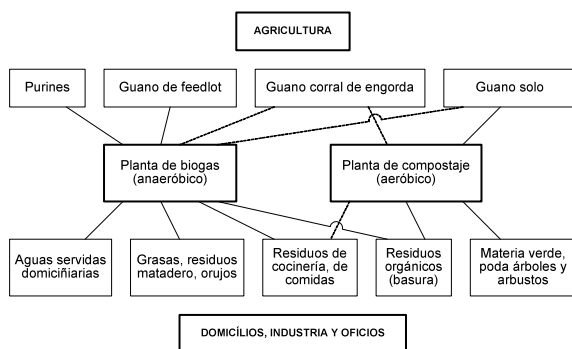 AGRICULTURA
Purines
Guano de feedlot
Guano corral de engorda
Guano solo
Planta de biogas
(anaeróbico)
Planta de compostaje
(aeróbico)
Aguas servidas
domiciñiarias
Grasas, residuos
matadero, orujos
Residuos de
cocinería, de
comidas
Residuos
orgánicos
(basura)
Materia verde,
poda árboles y
arbustos
DOMICÍLIOS, INDUSTRIA Y OFICIOS